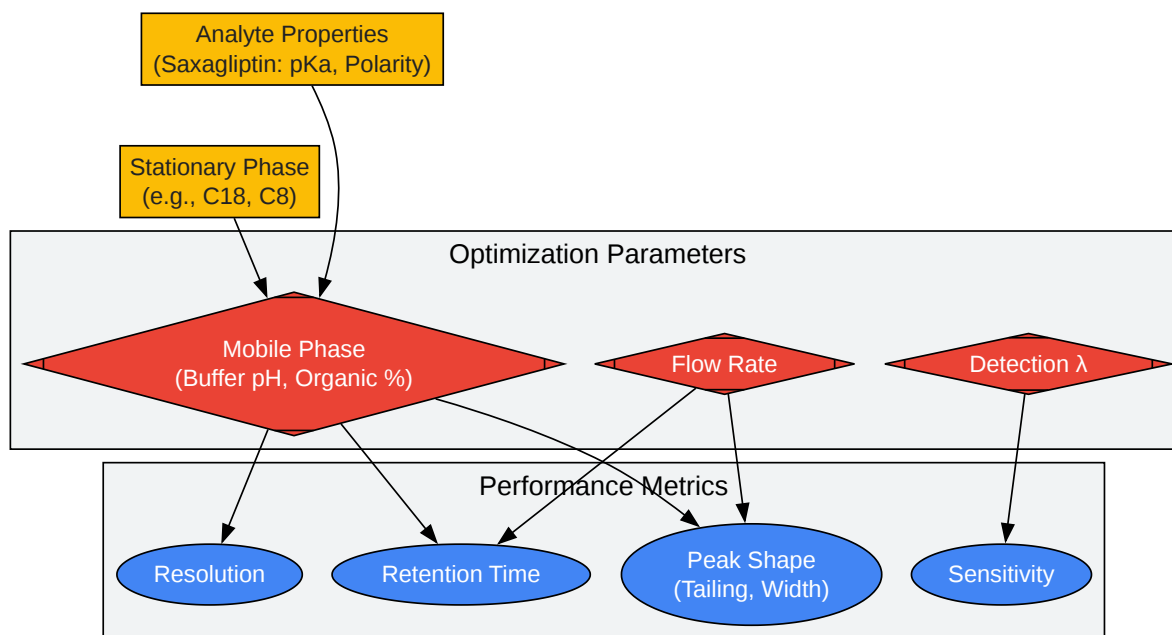 Analyte Properties
(Saxagliptin: pKa, Polarity)
Stationary Phase
(e.g., C18, C8)
Optimization Parameters
Mobile Phase
(Buffer pH, Organic %)
Flow Rate
Detection λ
Performance Metrics
Resolution
Retention Time
Peak Shape
(Tailing, Width)
Sensitivity